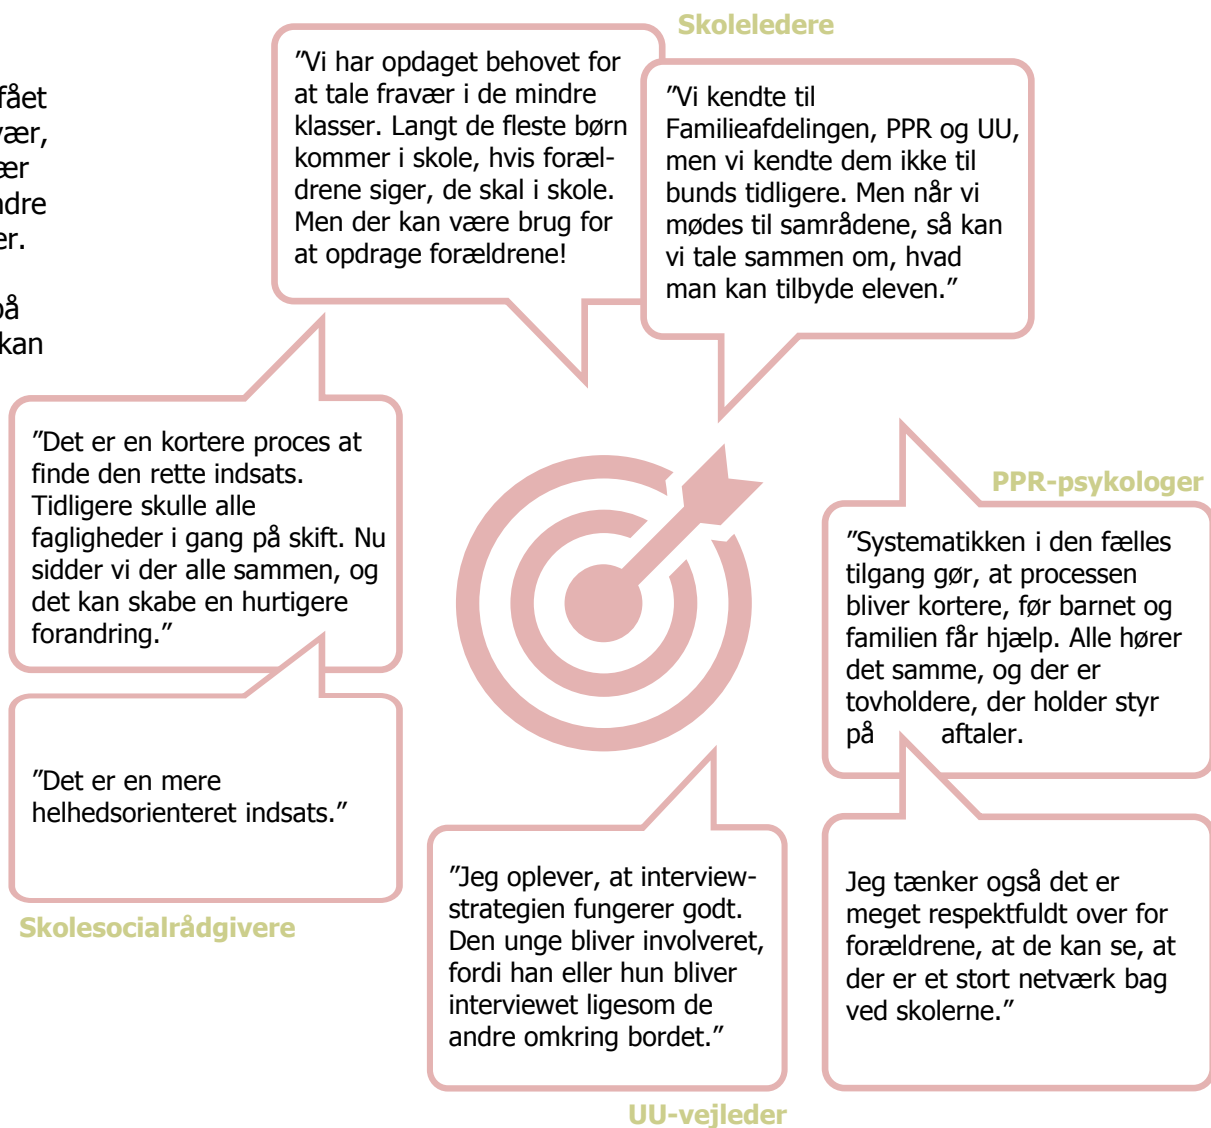 fået
vær,
ær
ndre
er.
på
kan
Skoleledere
”Vi har opdaget behovet for
at tale fravær i de mindre
klasser. Langt de fleste børn
kommer i skole, hvis foræl-
drene siger, de skal i skole.
Men der kan være brug for
at opdrage forældrene!
”Vi kendte til
Familieafdelingen, PPR og UU,
men vi kendte dem ikke til
bunds tidligere. Men når vi
mødes til samrådene, så kan
vi tale sammen om, hvad
man kan tilbyde eleven.”
”Det er en kortere proces at
finde den rette indsats.
Tidligere skulle alle
fagligheder i gang på skift. Nu
sidder vi der alle sammen, og
det kan skabe en hurtigere
forandring.”
”Det er en mere
helhedsorienteret indsats.”
Skolesocialrådgivere
PPR-psykologer
”Systematikken i den fælles
tilgang gør, at processen
bliver kortere, før barnet og
familien får hjælp. Alle hører
det samme, og der er
tovholdere, der holder styr
på aftaler.
Jeg tænker også det er
meget respektfuldt over for
forældrene, at de kan se, at
der er et stort netværk bag
ved skolerne.”
”Jeg oplever, at interview-
strategien fungerer godt.
Den unge bliver involveret,
fordi han eller hun bliver
interviewet ligesom de
andre omkring bordet.”
UU-vejleder